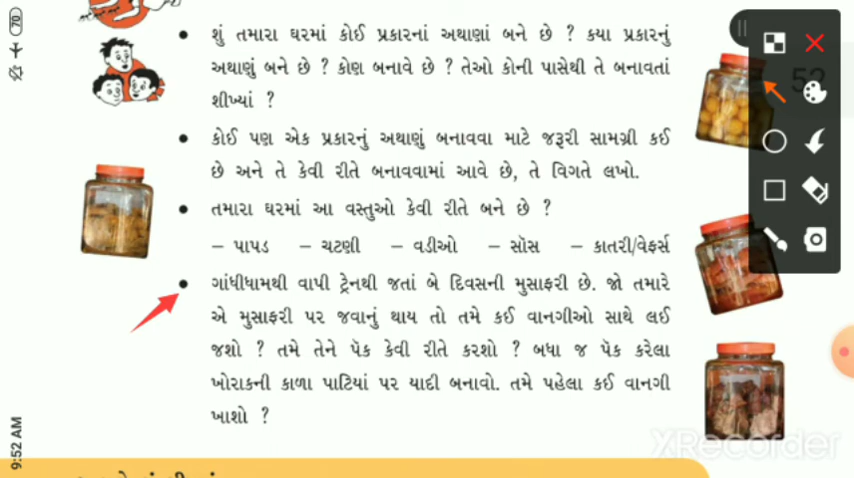 • શું તમારા ઘરમાં કોઈ પ્રકારનાં અથાણાં બને છે ? કયા પ્રકારનું
અથાણું બને છે ? કોણ બનાવે છે ? તેઓ કોની પાસેથી તે બનાવતાં
શીખ્યાં ?
• કોઈ પણ એક પ્રકારનું અથાણું બનાવવા માટે જરૂરી સામગ્રી કઈ
છે અને તે કેવી રીતે બનાવવામાં આવે છે, તે વિગતે લખો.
• તમારા ઘરમાં આ વસ્તુઓ કેવી રીતે બને છે ?
– પાપડ – ચટણી – વડીઓ – સૉસ – કાતરી/વેફર્સ
• ગાંધીધામથી વાપી ટ્રેનથી જતાં બે દિવસની મુસાફરી છે. જો તમારે
એ મુસાફરી પર જવાનું થાય તો તમે કઈ વાનગીઓ સાથે લઈ
જશો ? તમે તેને પૅક કેવી રીતે કરશો ? બધા જ પૅક કરેલા
ખોરાકની કાળા પાટિયાં પર યાદી બનાવો. તમે પહેલા કઈ વાનગી
ખાશો ?
70
9:52 AM
52
XRecorder